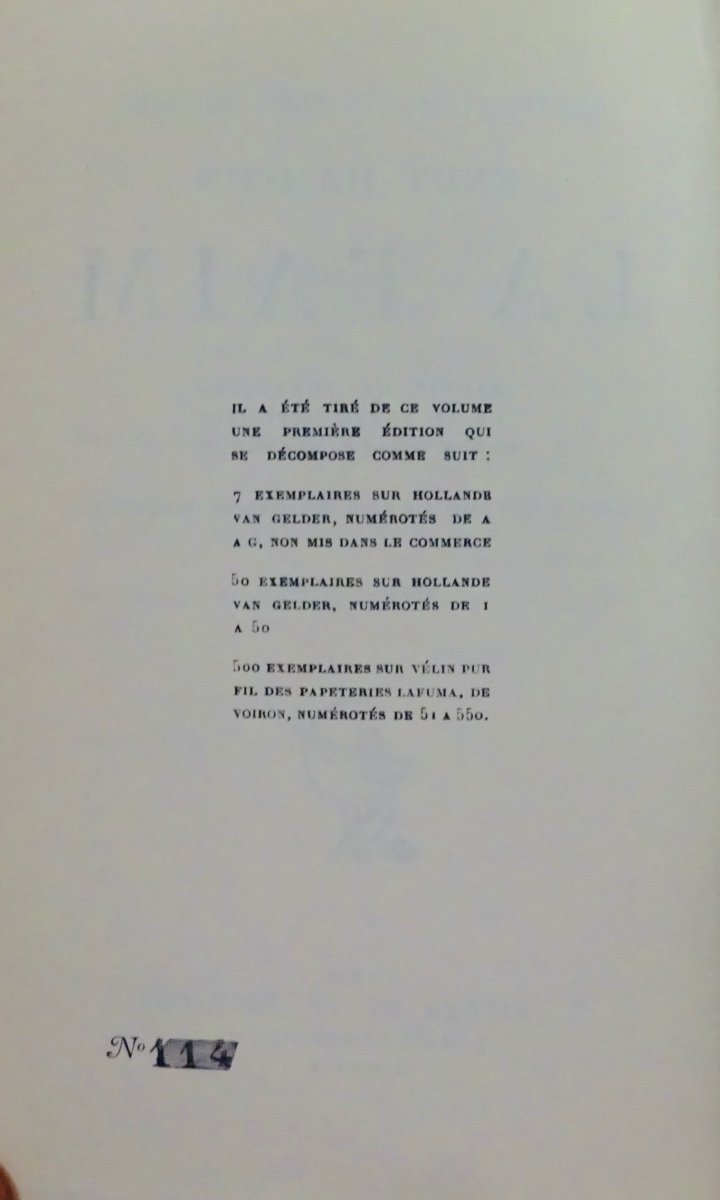 IL A ÉTÉ TIRÉ DE CE VOLUME
UNE PREMIÈRE ÉDITION QUI
SE DÉCOMPOSE COMME SUIT :
7 EXEMPLAIRES SUR HOLLANDE
VAN GELDER, NUMÉROTÉS DE A
A G, NON MIS DANS LE COMMERCE
50 EXEMPLAIRES SUR HOLLANDE
VAN GELDER, NUMÉROTÉS DE 1
A 50
500 EXEMPLAIRES SUR VÉLIN PUR
FIL DES PAPETERIES LAFUMA, DE
VOIRON, NUMÉROTÉS DE 51 A 550.
No 114